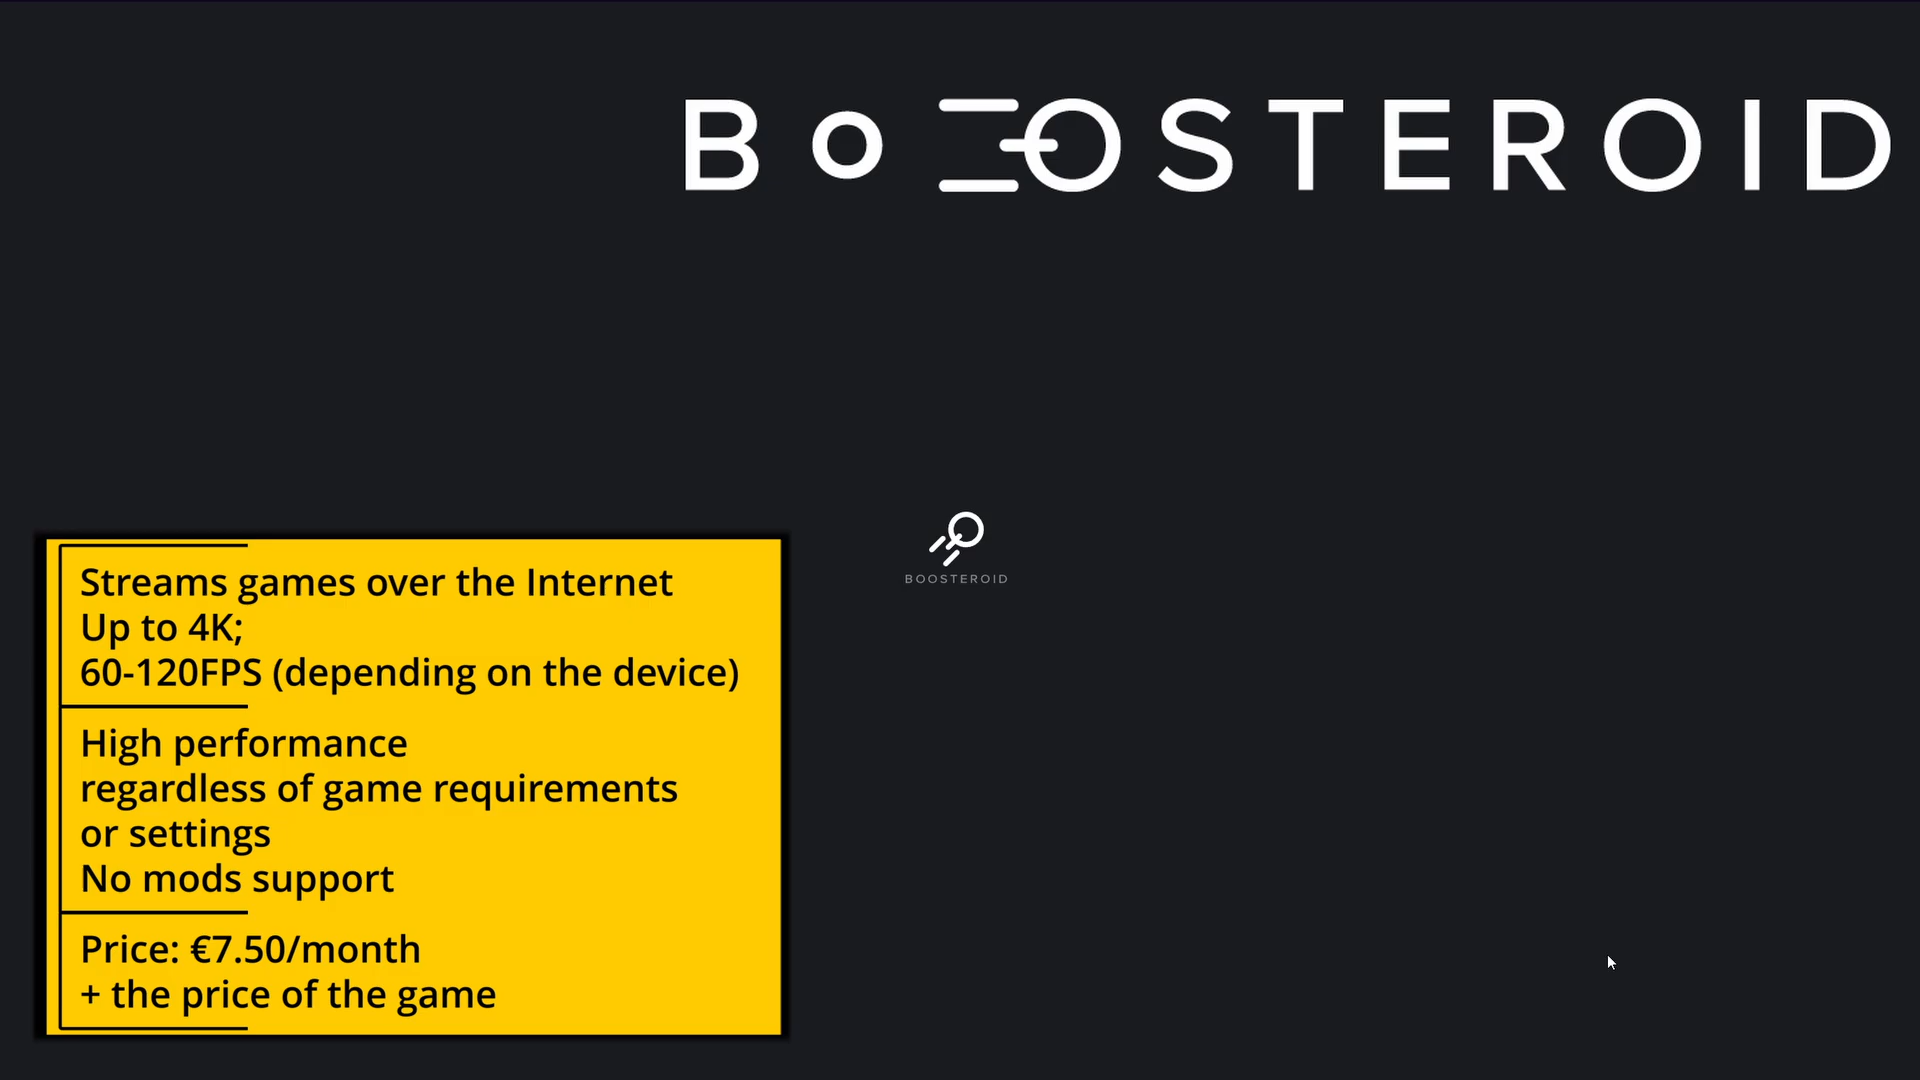 BoOSTEROID
BOOSTEROID
Streams games over the Internet
Up to 4K;
60-120FPS (depending on the device)
High performance
regardless of game requirements
or settings
No mods support
Price: €7.50/month
+ the price of the game